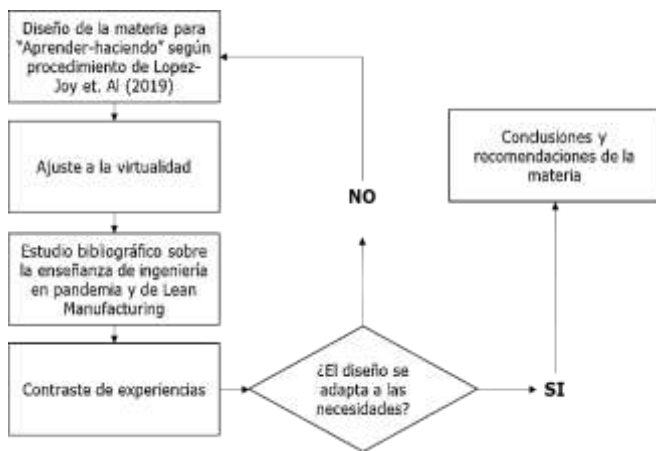 Diseño de la materia para
"Aprender-haciendo" según
procedimiento de Lopez-
Joy et. Al (2019)
Ajuste a la virtualidad
Estudio bibliográfico sobre
la enseñanza de ingeniería
en pandemia y de Lean
Manufacturing
Contraste de experiencias
¿El diseño se
adapta a las
necesidades?
NO
SI
Conclusiones y
recomendaciones de la
materia